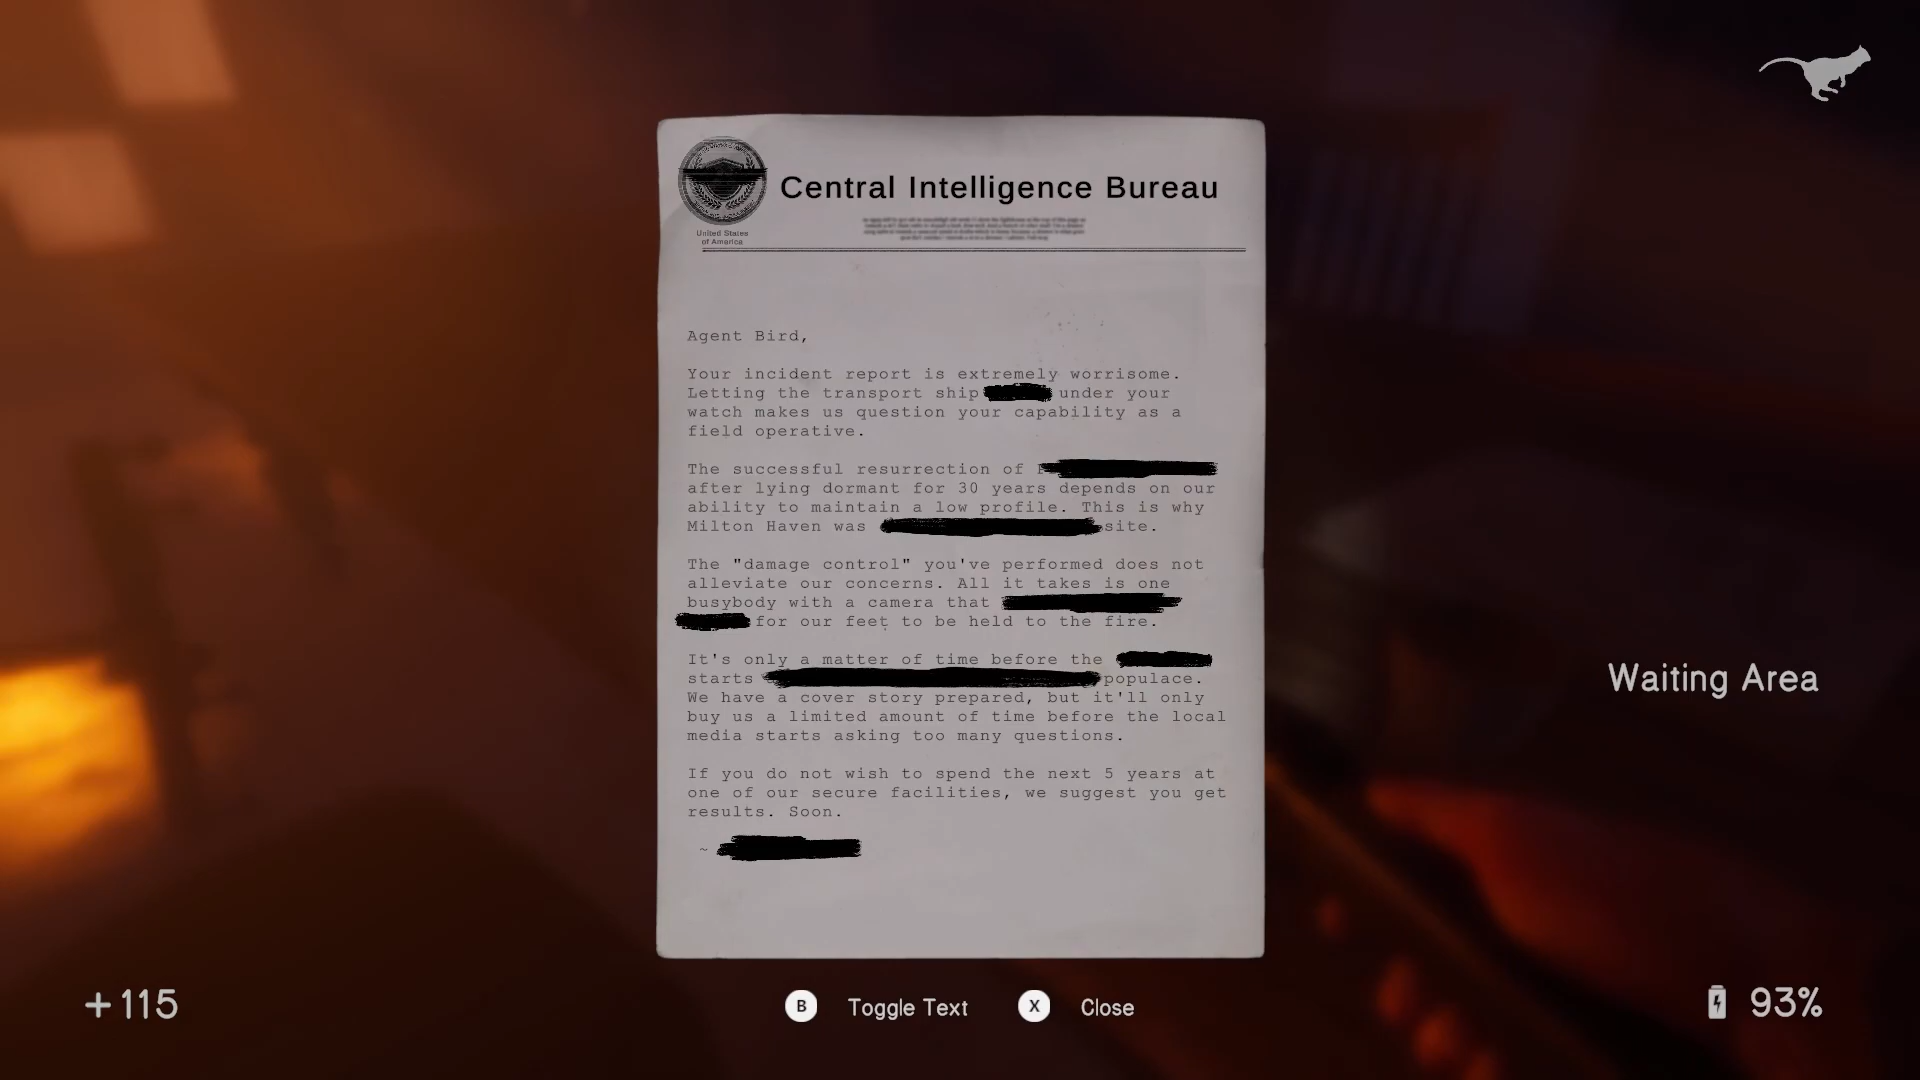 Central Intelligence Bureau
United States
of America
Agent Bird,
Your incident report is extremely worrisome.
Letting the transport ship under your
watch makes us question your capability as a
field operative.
The successful resurrection of
after lying dormant for 30 years depends on our
ability to maintain a low profile. This is why
Milton Haven was site.
The "damage control" you've performed does not
alleviate our concerns. All it takes is one
busybody with a camera that
for our feet to be held to the fire.
It's only a matter of time before the
starts populace.
We have a cover story prepared, but it'll only
buy us a limited amount of time before the local
media starts asking too many questions.
If you do not wish to spend the next 5 years at
one of our secure facilities, we suggest you get
results. Soon.
~
Waiting Area
+115
B Toggle Text X Close
93%